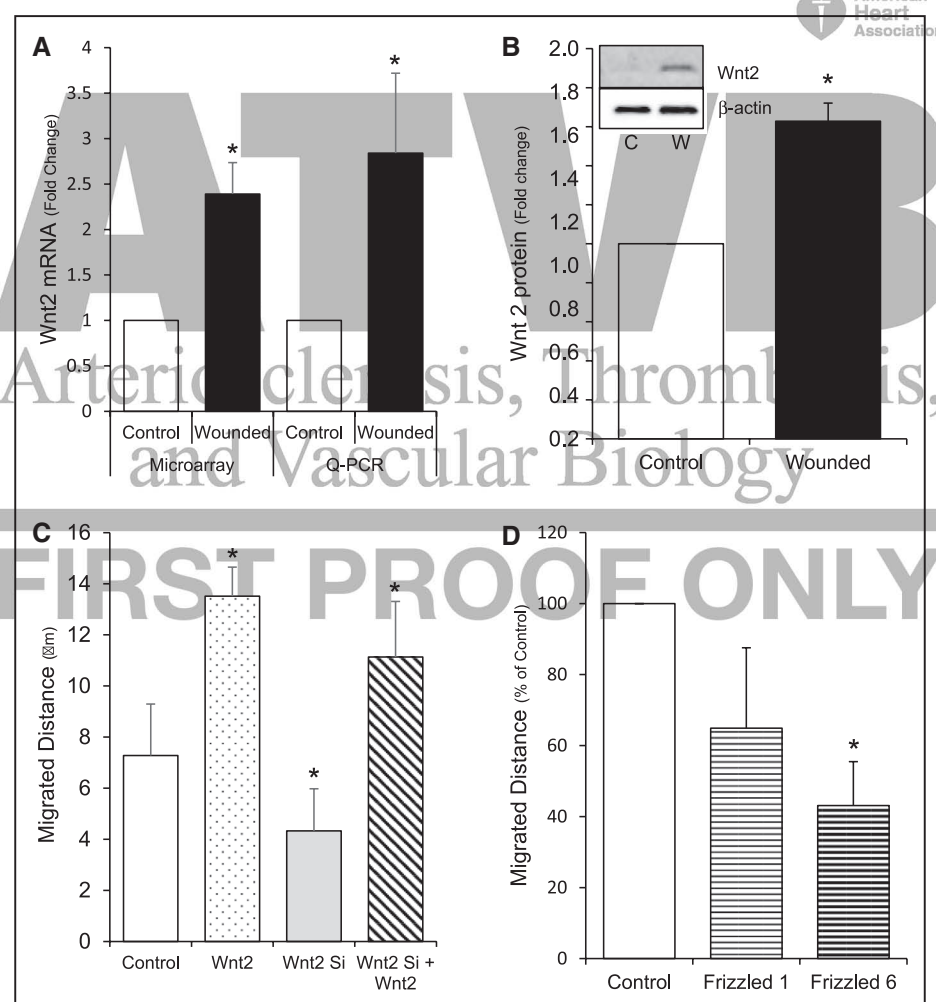 American
Heart
Association
A
Wnt2 mRNA (Fold Change)
4
3.5
3
2.5
2
1.5
1
0.5
0
*
*
Control Wounded Control Wounded
Microarray Q-PCR
B
Wnt 2 protein (Fold change)
2.0
1.8
1.6
1.4
1.2
1.0
0.8
0.6
0.4
0.2
Wnt2
β-actin
C W
*
Control Wounded
ATVB
Arteriosclerosis, Thrombosis,
and Vascular Biology
FIRST PROOF ONLY
C
Migrated Distance (☒m)
16
14
12
10
8
6
4
2
0
*
*
*
Control Wnt2 Wnt2 Si Wnt2 Si +
Wnt2
D
Migrated Distance (% of Control)
120
100
80
60
40
20
0
*
Control Frizzled 1 Frizzled 6